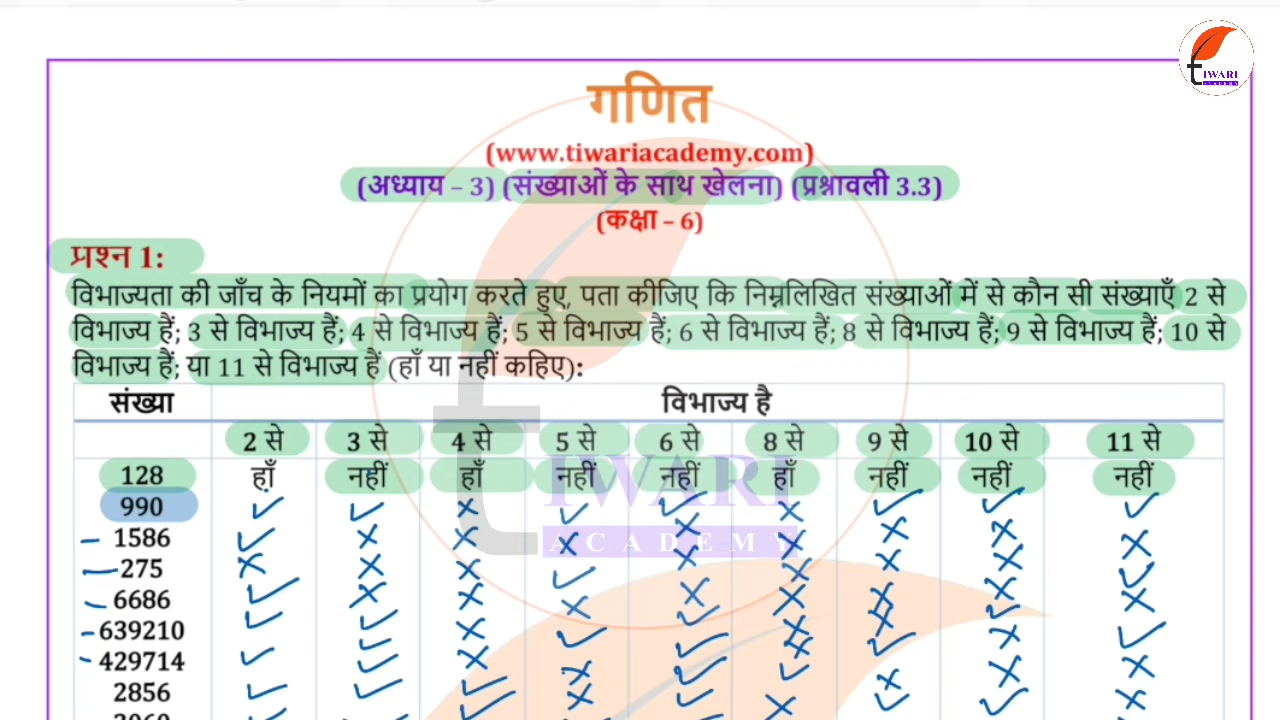 TIWARI
ACADEMY
गणित
(www.tiwariacademy.com)
(अध्याय – 3) (संख्याओं के साथ खेलना) (प्रश्नावली 3.3)
(कक्षा – 6)
प्रश्न 1:
विभाज्यता की जाँच के नियमों का प्रयोग करते हुए, पता कीजिए कि निम्नलिखित संख्याओं में से कौन सी संख्याएँ 2 से
विभाज्य हैं; 3 से विभाज्य हैं; 4 से विभाज्य हैं; 5 से विभाज्य हैं; 6 से विभाज्य हैं; 8 से विभाज्य हैं; 9 से विभाज्य हैं; 10 से
विभाज्य हैं; या 11 से विभाज्य हैं (हाँ या नहीं कहिए):
संख्या विभाज्य है
2 से 3 से 4 से 5 से 6 से 8 से 9 से 10 से 11 से
128 हाँ नहीं हाँ नहीं नहीं हाँ नहीं नहीं नहीं
990 ✓ ✓ × ✓ ✓ × ✓ ✓ ✓
1586 ✓ × × × × × × × ×
275 × × × ✓ × × × × ✓
6686 ✓ × × × × × × × ×
639210 ✓ ✓ × ✓ ✓ × × ✓ ✓
429714 ✓ ✓ × × ✓ × ✓ × ×
2856 ✓ ✓ ✓ × ✓ ✓ × × ×
TIWARI
ACADEMY